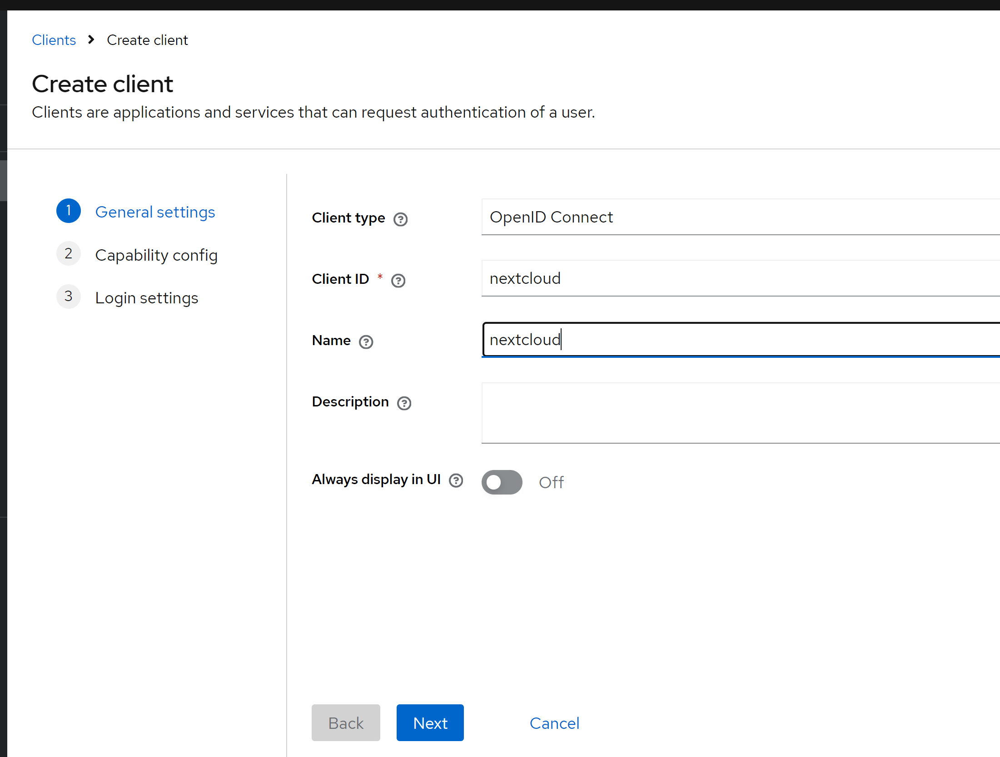 Clients > Create client
Create client
Clients are applications and services that can request authentication of a user.
1 General settings
2 Capability config
3 Login settings
Client type ?
OpenID Connect
Client ID * ?
nextcloud
Name ?
nextcloud
Description ?
Always display in UI ?
Off
Back
Next
Cancel